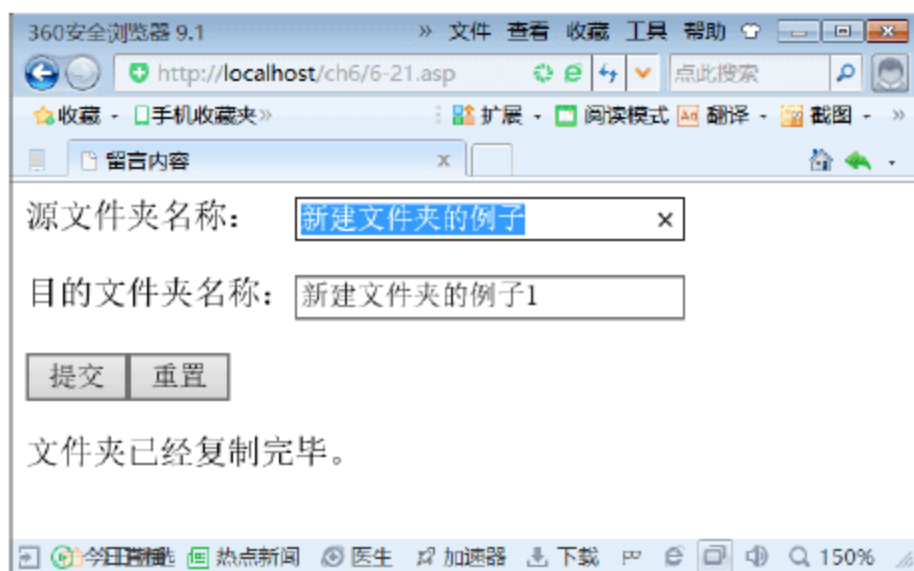 360安全浏览器 9.1 » 文件 查看 收藏 工具 帮助
http://localhost/ch6/6-21.asp 点此搜索
收藏 手机收藏夹» 扩展 阅读模式 翻译 截图 »
留言内容 x
源文件夹名称： 新建文件夹的例子 ×
目的文件夹名称： 新建文件夹的例子1
提交 重置
文件夹已经复制完毕。
热点新闻 医生 加速器 下载 150%